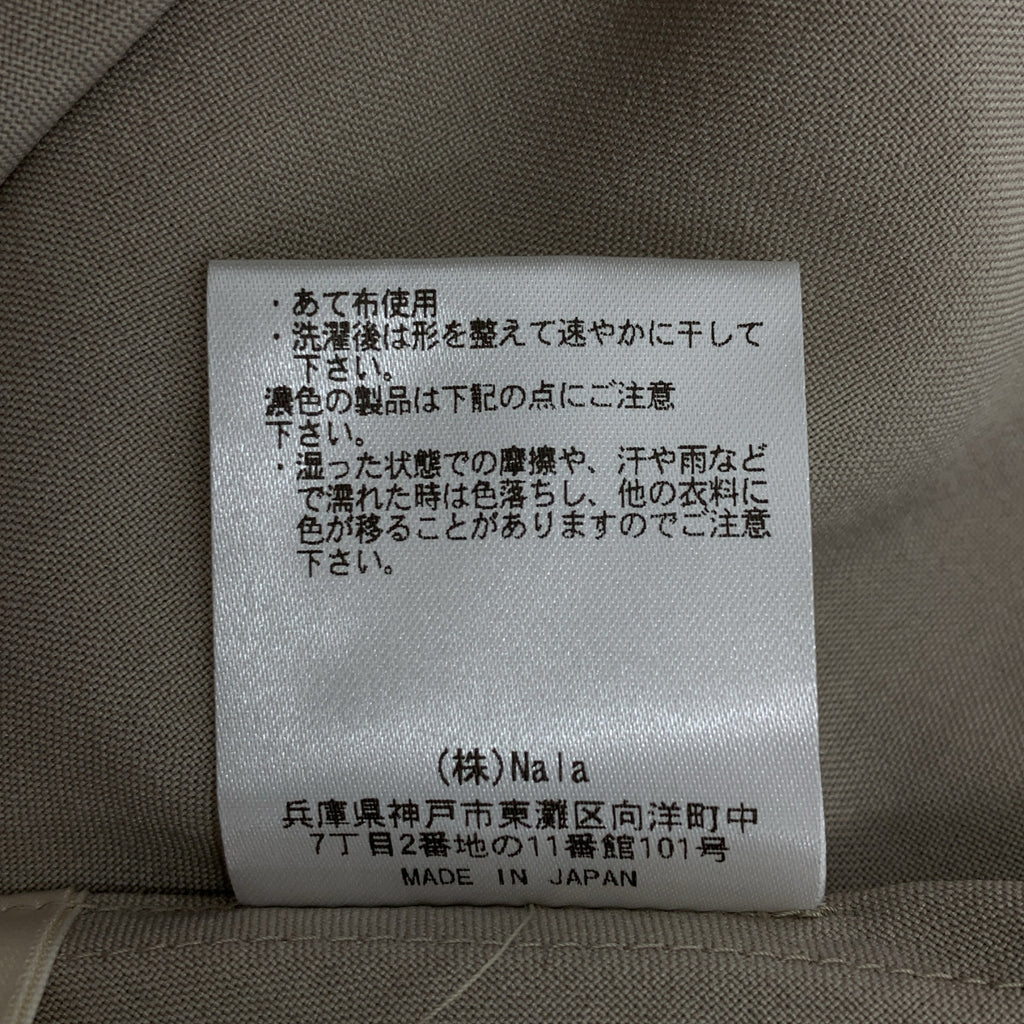 ・あて布使用
・洗濯後は形を整えて速やかに干して
下さい。
濃色の製品は下記の点にご注意
下さい。
・湿った状態での摩擦や、汗や雨など
で濡れた時は色落ちし、他の衣料に
色が移ることがありますのでご注意
下さい。
(株)Nala
兵庫県神戸市東灘区向洋町中
7丁目2番地の11番館101号
MADE IN JAPAN